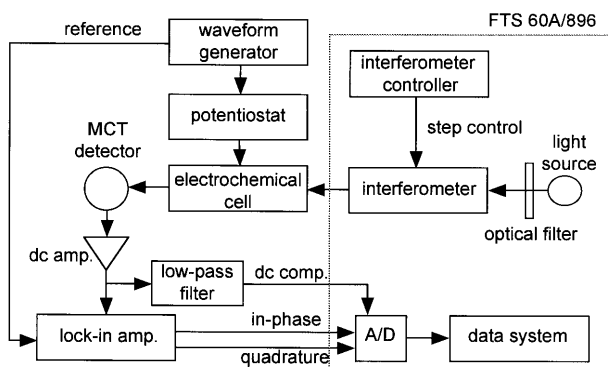 FTS 60A/896
reference
waveform
generator
interferometer
controller
potentiostat
MCT
detector
step control
light
source
electrochemical
cell
interferometer
optical filter
dc amp.
low-pass
filter
dc comp.
in-phase
lock-in amp.
A/D
data system
quadrature